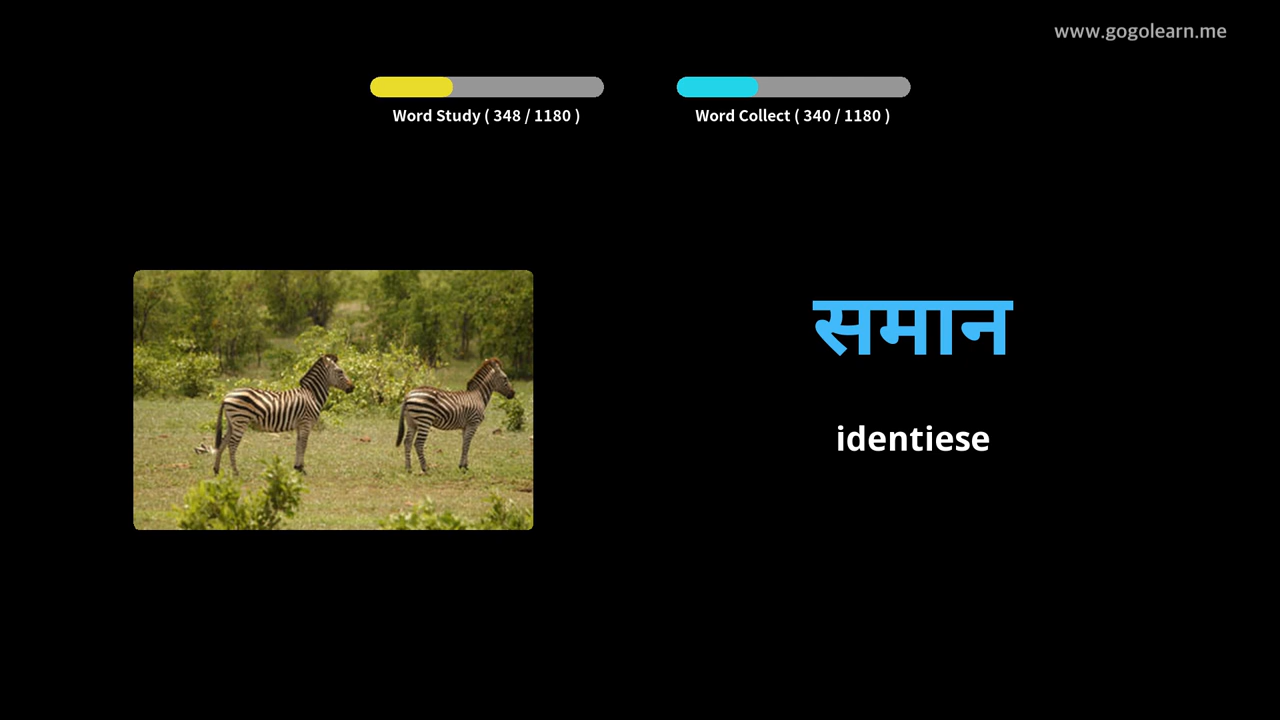 www.gogolearn.me
Word Study ( 348 / 1180 )
Word Collect ( 340 / 1180 )
समान
identiese